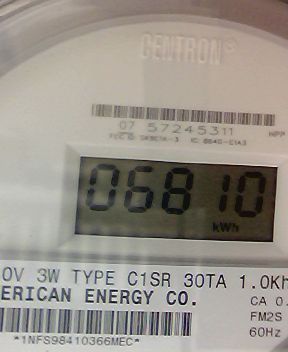 CENTRON®
07 57245311
06810
kWh
0V 3W TYPE C1SR 30TA 1.0Kh
ERICAN ENERGY CO.
CA 0.
FM2S
60Hz
*1NFS98410366MEC*